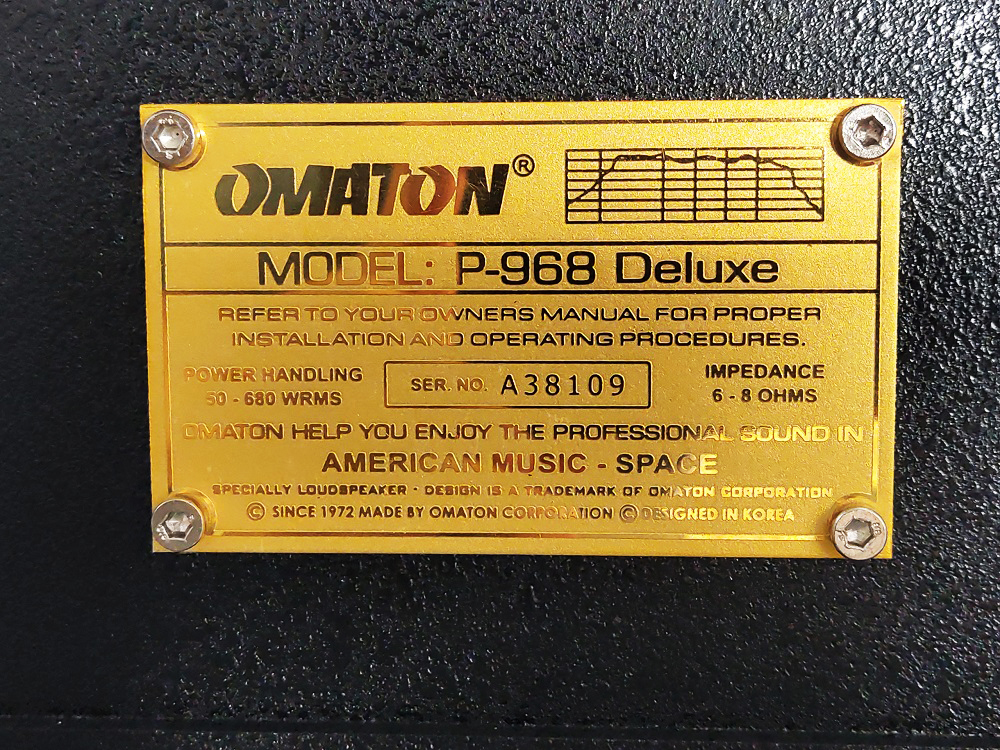 OMATON®
MODEL: P-968 Deluxe
REFER TO YOUR OWNERS MANUAL FOR PROPER
INSTALLATION AND OPERATING PROCEDURES.
POWER HANDLING
50 - 680 WRMS
SER. NO. A38109
IMPEDANCE
6 - 8 OHMS
OMATON HELP YOU ENJOY THE PROFESSIONAL SOUND IN
AMERICAN MUSIC - SPACE
SPECIALLY LOUDSPEAKER - DESIGN IS A TRADEMARK OF OMATON CORPORATION
© SINCE 1972 MADE BY OMATON CORPORATION © DESIGNED IN KOREA